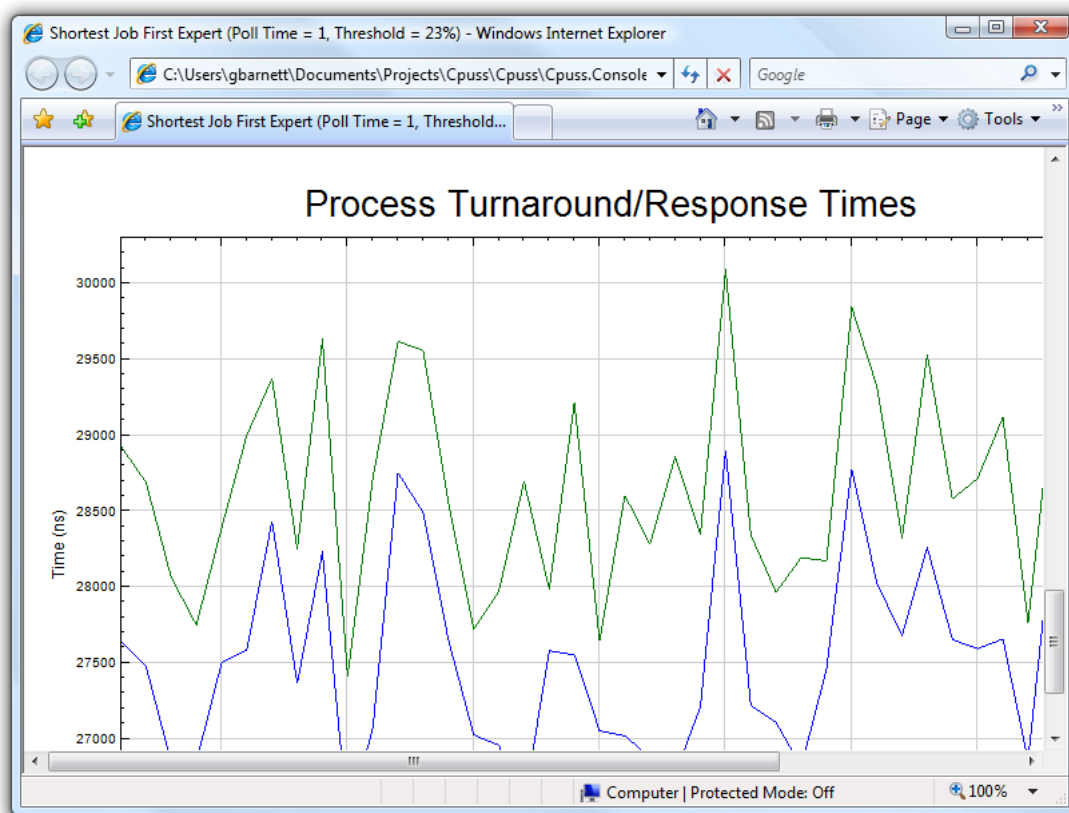 Shortest Job First Expert (Poll Time = 1, Threshold = 23%) - Windows Internet Explorer
C:\Users\gbarnett\Documents\Projects\Cpuss\Cpuss\Cpuss.Console
Google
Shortest Job First Expert (Poll Time = 1, Threshold...
Page
Tools
Process Turnaround/Response Times
30000
29500
29000
28500
28000
27500
27000
Time (ns)
Computer | Protected Mode: Off
100%